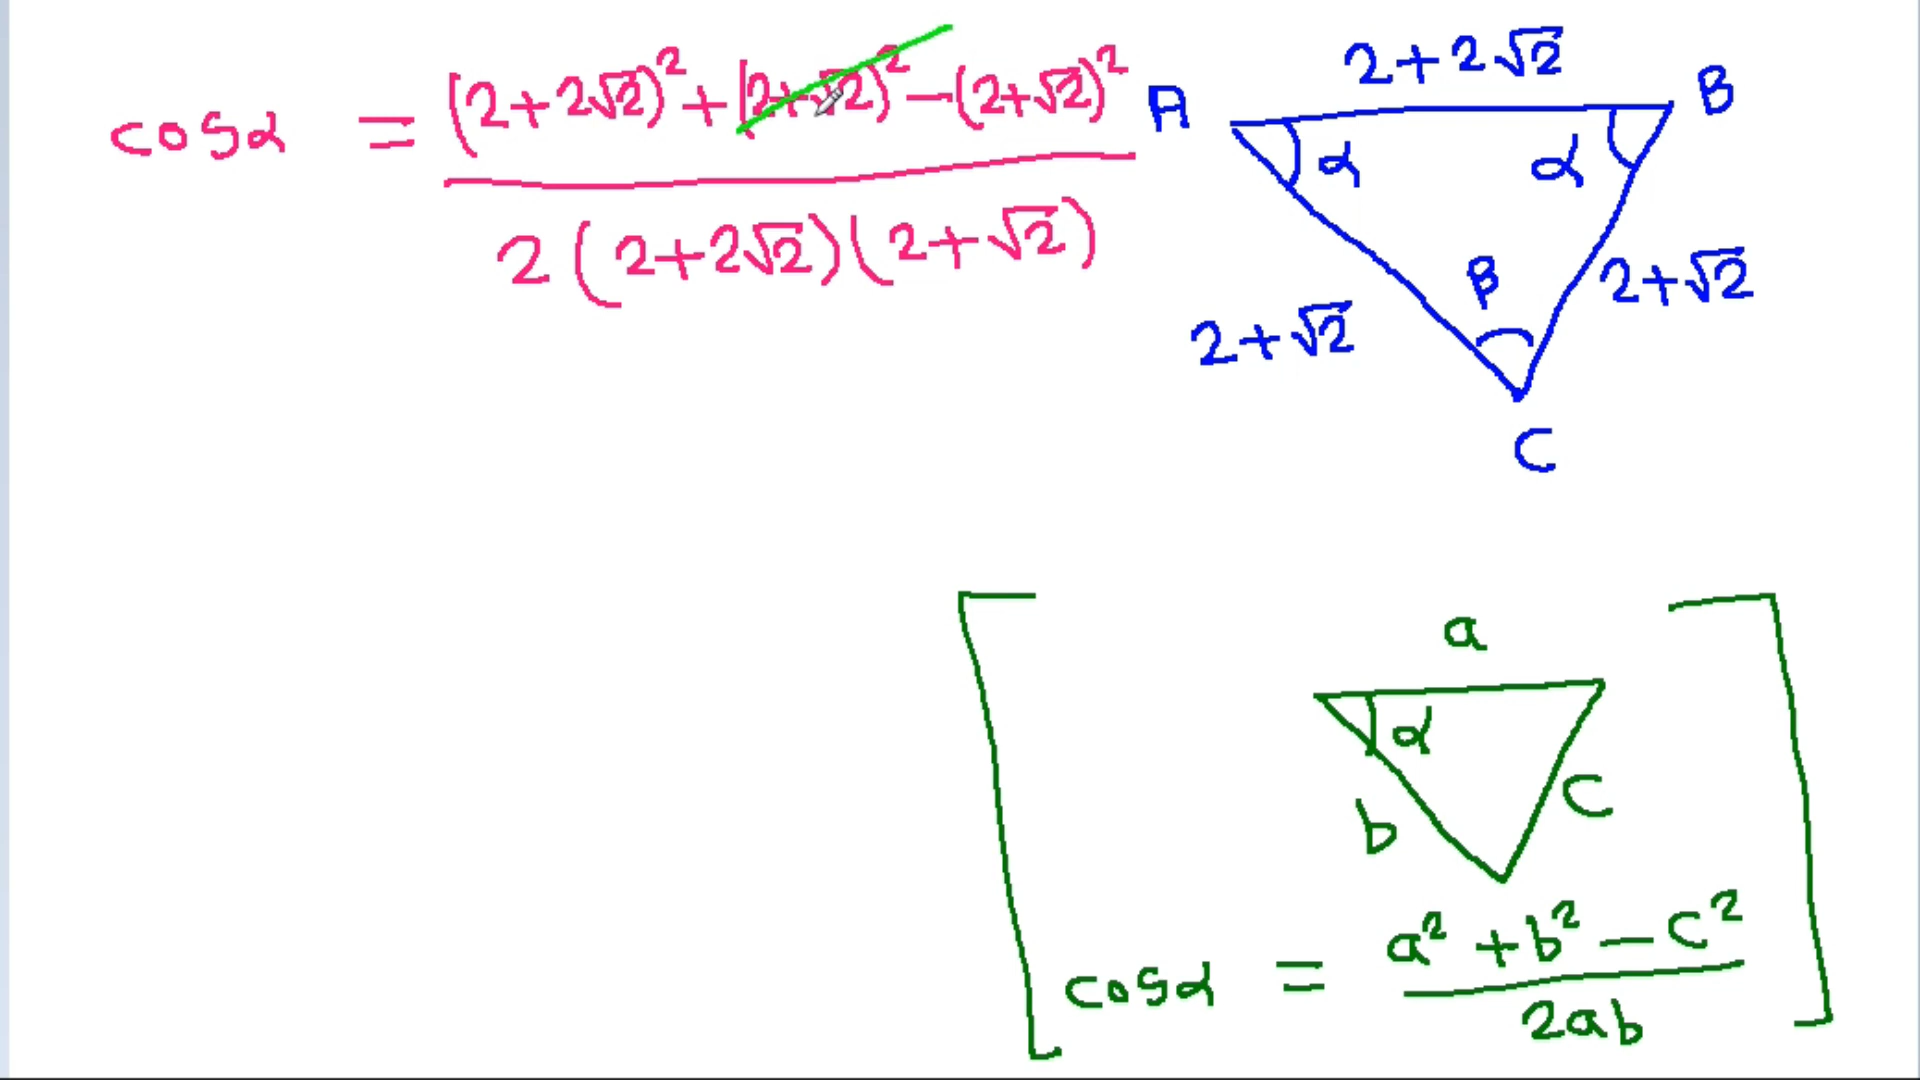 cosα = (2+2√2)² + (2+√2)² − (2+√2)²
2(2+2√2)(2+√2)
2+2√2
A
B
α
α
β
2+√2
2+√2
C
a
α
b
c
cosα = a² + b² − c²
2ab